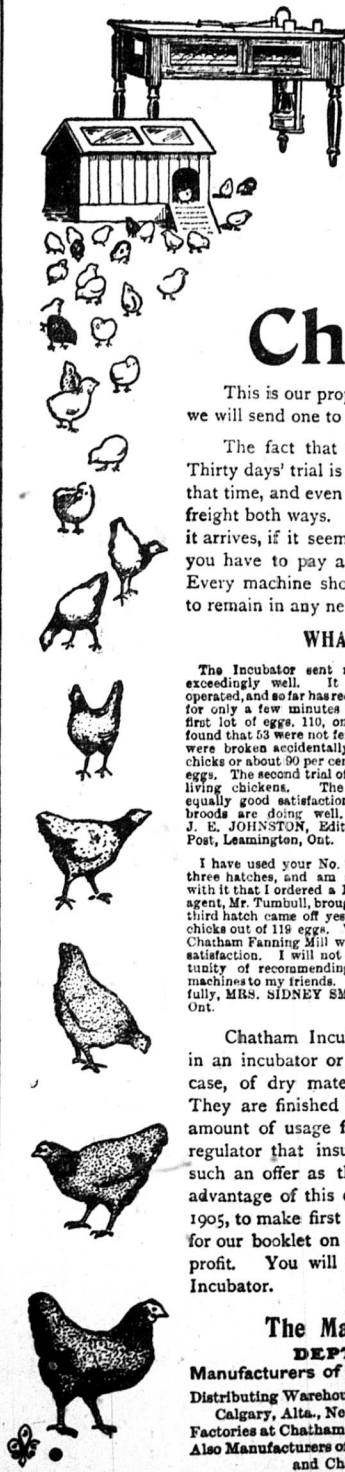 Ch
This is our prop
we will send one to
The fact that
Thirty days' trial is
that time, and even
freight both ways.
it arrives, if it seem
you have to pay a
Every machine sho
to remain in any ne
WHA
The Incubator sent
exceedingly well. It
operated, and so far has rec
for only a few minutes
first lot of eggs. 110, on
found that 53 were not fe
were broken accidentally
chicks or about 90 per cen
eggs. The second trial of
living chickens. The
equally good satisfaction
broods are doing well.
J. E. JOHNSTON, Edit
Post, Leamington, Ont.
I have used your No.
three hatches, and am
with it that I ordered a 1
agent, Mr. Turnbull, broug
third hatch came off yes
chicks out of 119 eggs.
Chatham Fanning Mill w
satisfaction. I will not
tunity of recommending
machines to my friends.
fully, MRS. SIDNEY SM
Ont.
Chatham Incu
in an incubator or
case, of dry mate
They are finished
amount of usage f
regulator that insu
such an offer as th
advantage of this
1905, to make first
for our booklet on
profit. You will
Incubator.
The Ma
DEPT
Manufacturers of
Distributing Warehou
Calgary, Alta., Ne
Factories at Chatham
Also Manufacturers of
and Ch